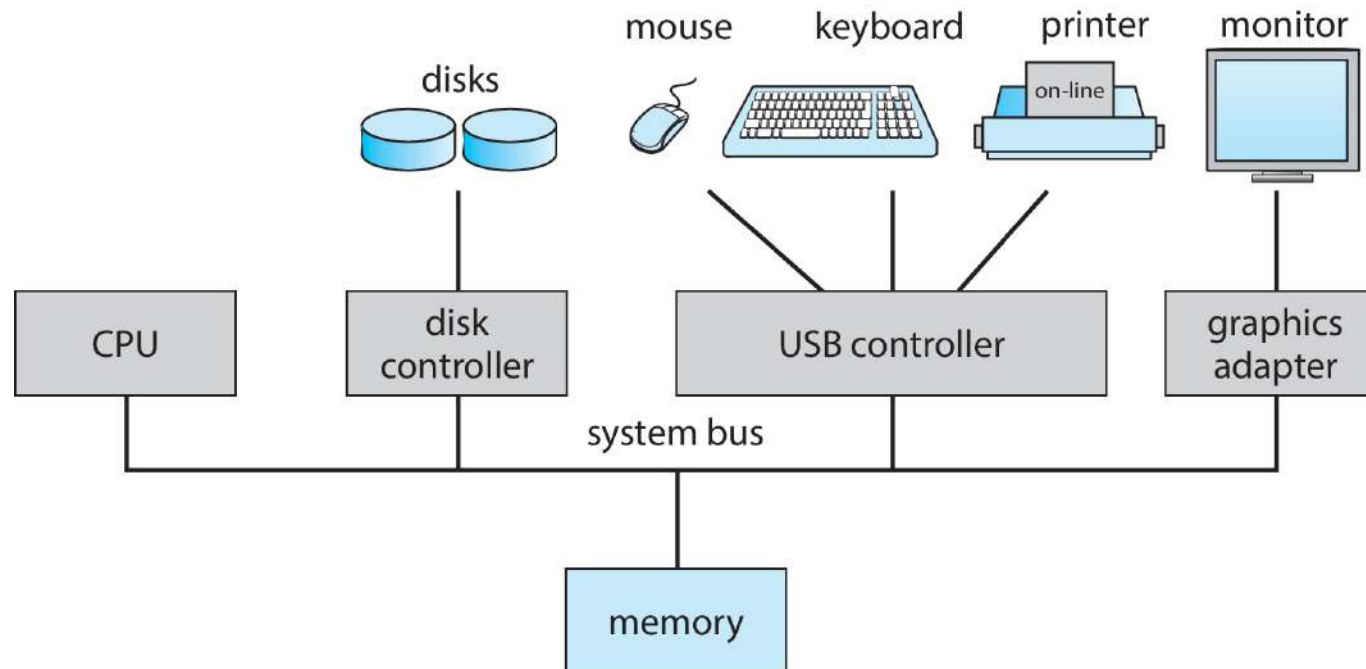 mouse
keyboard
printer
monitor
disks
on-line
CPU
disk
controller
USB controller
graphics
adapter
system bus
memory